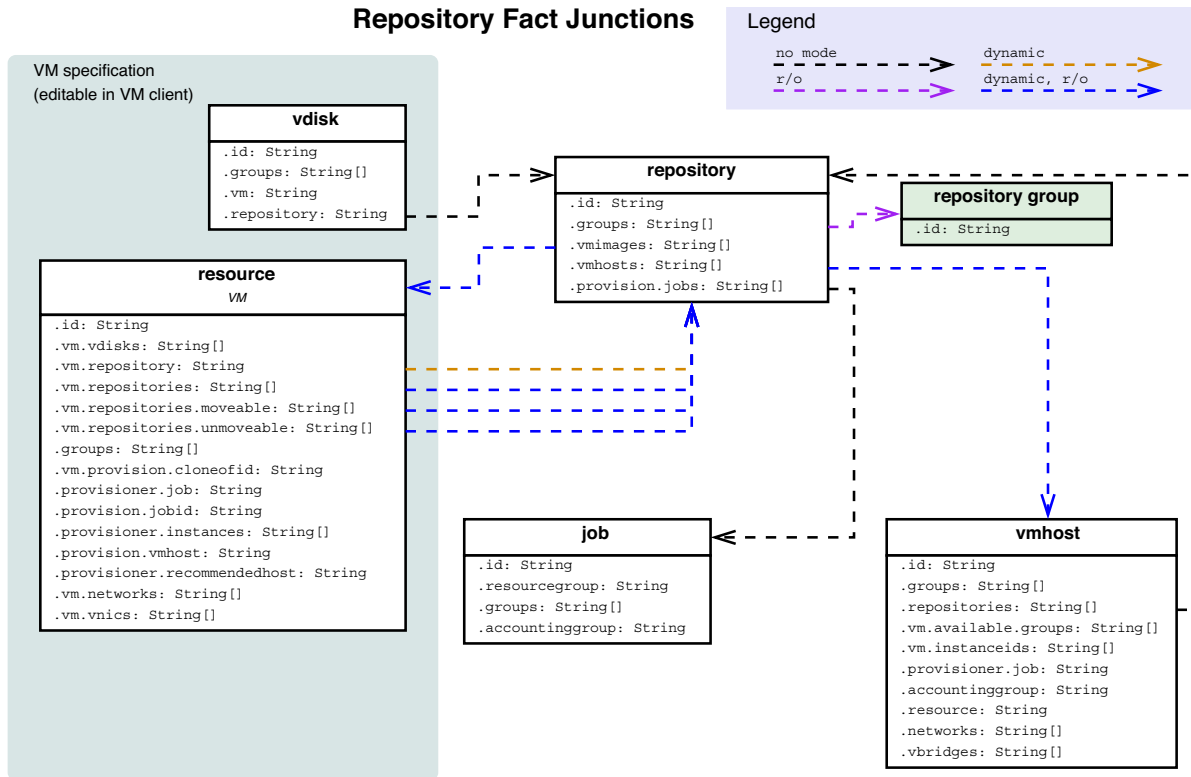 Repository Fact Junctions
Legend
no mode
dynamic
r/o
dynamic, r/o
VM specification
(editable in VM client)
vdisk
.id: String
.groups: String[]
.vm: String
.repository: String
repository
.id: String
.groups: String[]
.vmimages: String[]
.vmhosts: String[]
.provision.jobs: String[]
repository group
.id: String
resource
VM
.id: String
.vm.vdisks: String[]
.vm.repository: String
.vm.repositories: String[]
.vm.repositories.moveable: String[]
.vm.repositories.unmoveable: String[]
.groups: String[]
.vm.provision.cloneofid: String
.provisioner.job: String
.provision.jobid: String
.provisioner.instances: String[]
.provision.vmhost: String
.provisioner.recommendedhost: String
.vm.networks: String[]
.vm.vnics: String[]
job
.id: String
.resourcegroup: String
.groups: String[]
.accountinggroup: String
vmhost
.id: String
.groups: String[]
.repositories: String[]
.vm.available.groups: String[]
.vm.instanceids: String[]
.provisioner.job: String
.accountinggroup: String
.resource: String
.networks: String[]
.vbridges: String[]